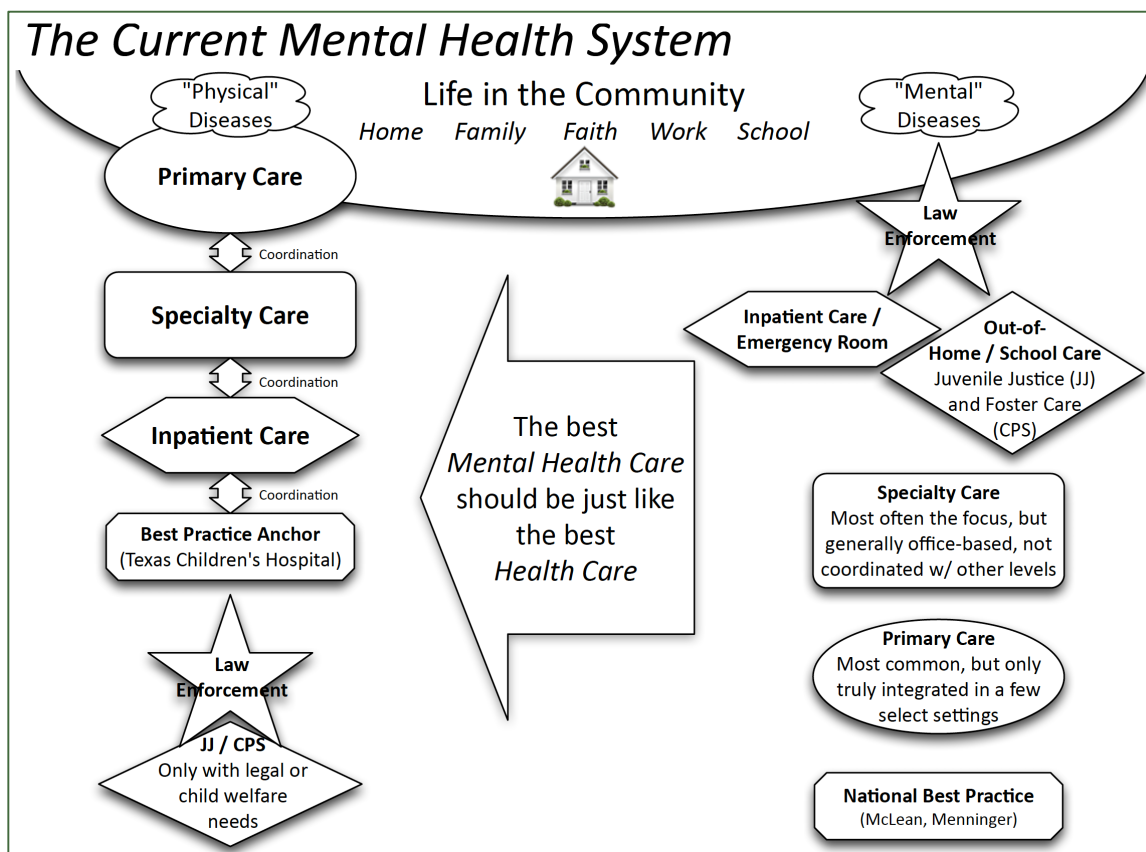 The Current Mental Health System
"Physical"
Diseases
Life in the Community
Home Family Faith Work School
"Mental"
Diseases
Primary Care
Coordination
Specialty Care
Coordination
Inpatient Care
Coordination
Best Practice Anchor
(Texas Children's Hospital)
Law
Enforcement
JJ / CPS
Only with legal or
child welfare
needs
The best
Mental Health Care
should be just like
the best
Health Care
Law
Enforcement
Inpatient Care /
Emergency Room
Out-of-
Home / School Care
Juvenile Justice (JJ)
and Foster Care
(CPS)
Specialty Care
Most often the focus, but
generally office-based, not
coordinated w/ other levels
Primary Care
Most common, but only
truly integrated in a few
select settings
National Best Practice
(McLean, Menninger)